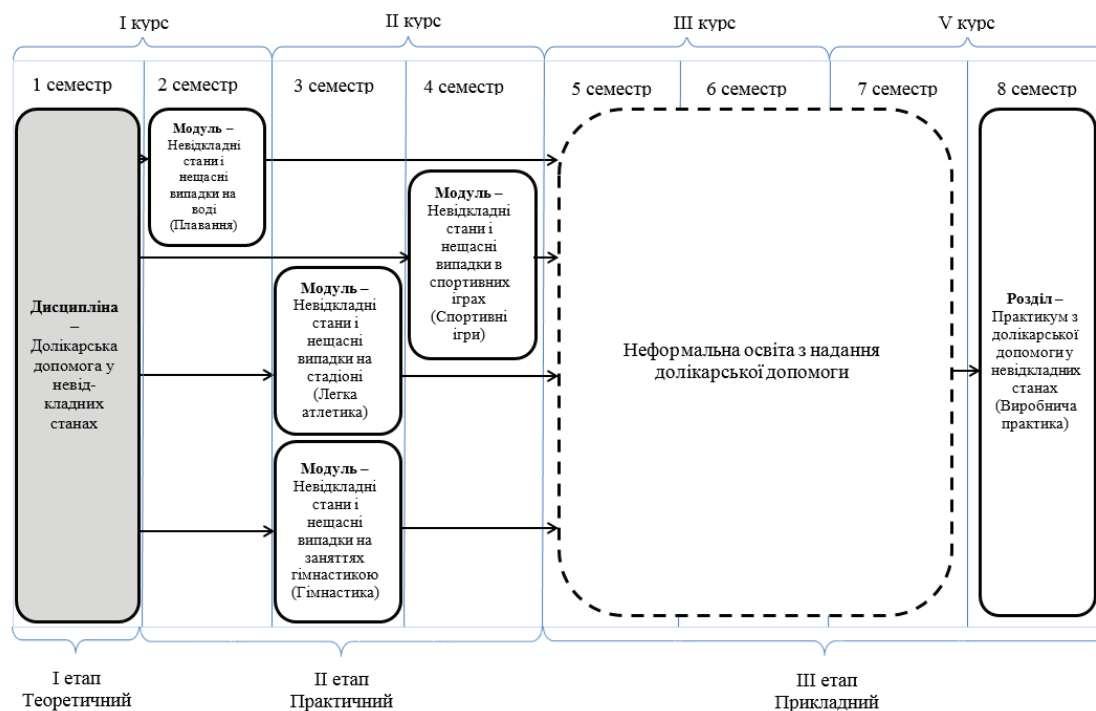 I курс
II курс
III курс
V курс
1 семестр
2 семестр
3 семестр
4 семестр
5 семестр
6 семестр
7 семестр
8 семестр
Дисципліна
–
Долікарська
допомога у
невід-
кладних
станах
Модуль –
Невідкладні
стани і
нещасні
випадки на
воді
(Плавання)
Модуль –
Невідкладні
стани і
нещасні
випадки на
стадіоні
(Легка
атлетика)
Модуль –
Невідкладні
стани і
нещасні
випадки на
заняттях
гімнастикою
(Гімнастика)
Модуль –
Невідкладні
стани і
нещасні
випадки в
спортивних
іграх
(Спортивні
ігри)
Неформальна освіта з надання
долікарської допомоги
Розділ –
Практикум з
долікарської
допомоги у
невідкладних
станах
(Виробнича
практика)
I етап
Теоретичний
II етап
Практичний
III етап
Прикладний